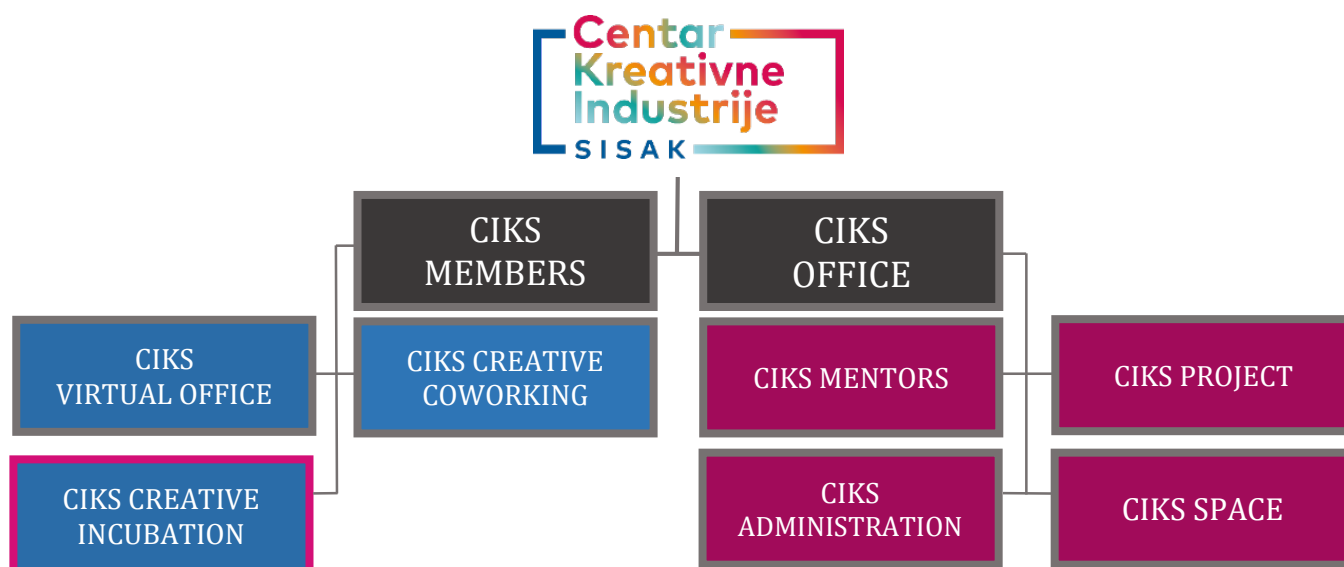 Centar
Kreativne
Industrije
SISAK
CIKS
MEMBERS
CIKS
OFFICE
CIKS
VIRTUAL OFFICE
CIKS CREATIVE
COWORKING
CIKS MENTORS
CIKS PROJECT
CIKS CREATIVE
INCUBATION
CIKS
ADMINISTRATION
CIKS SPACE